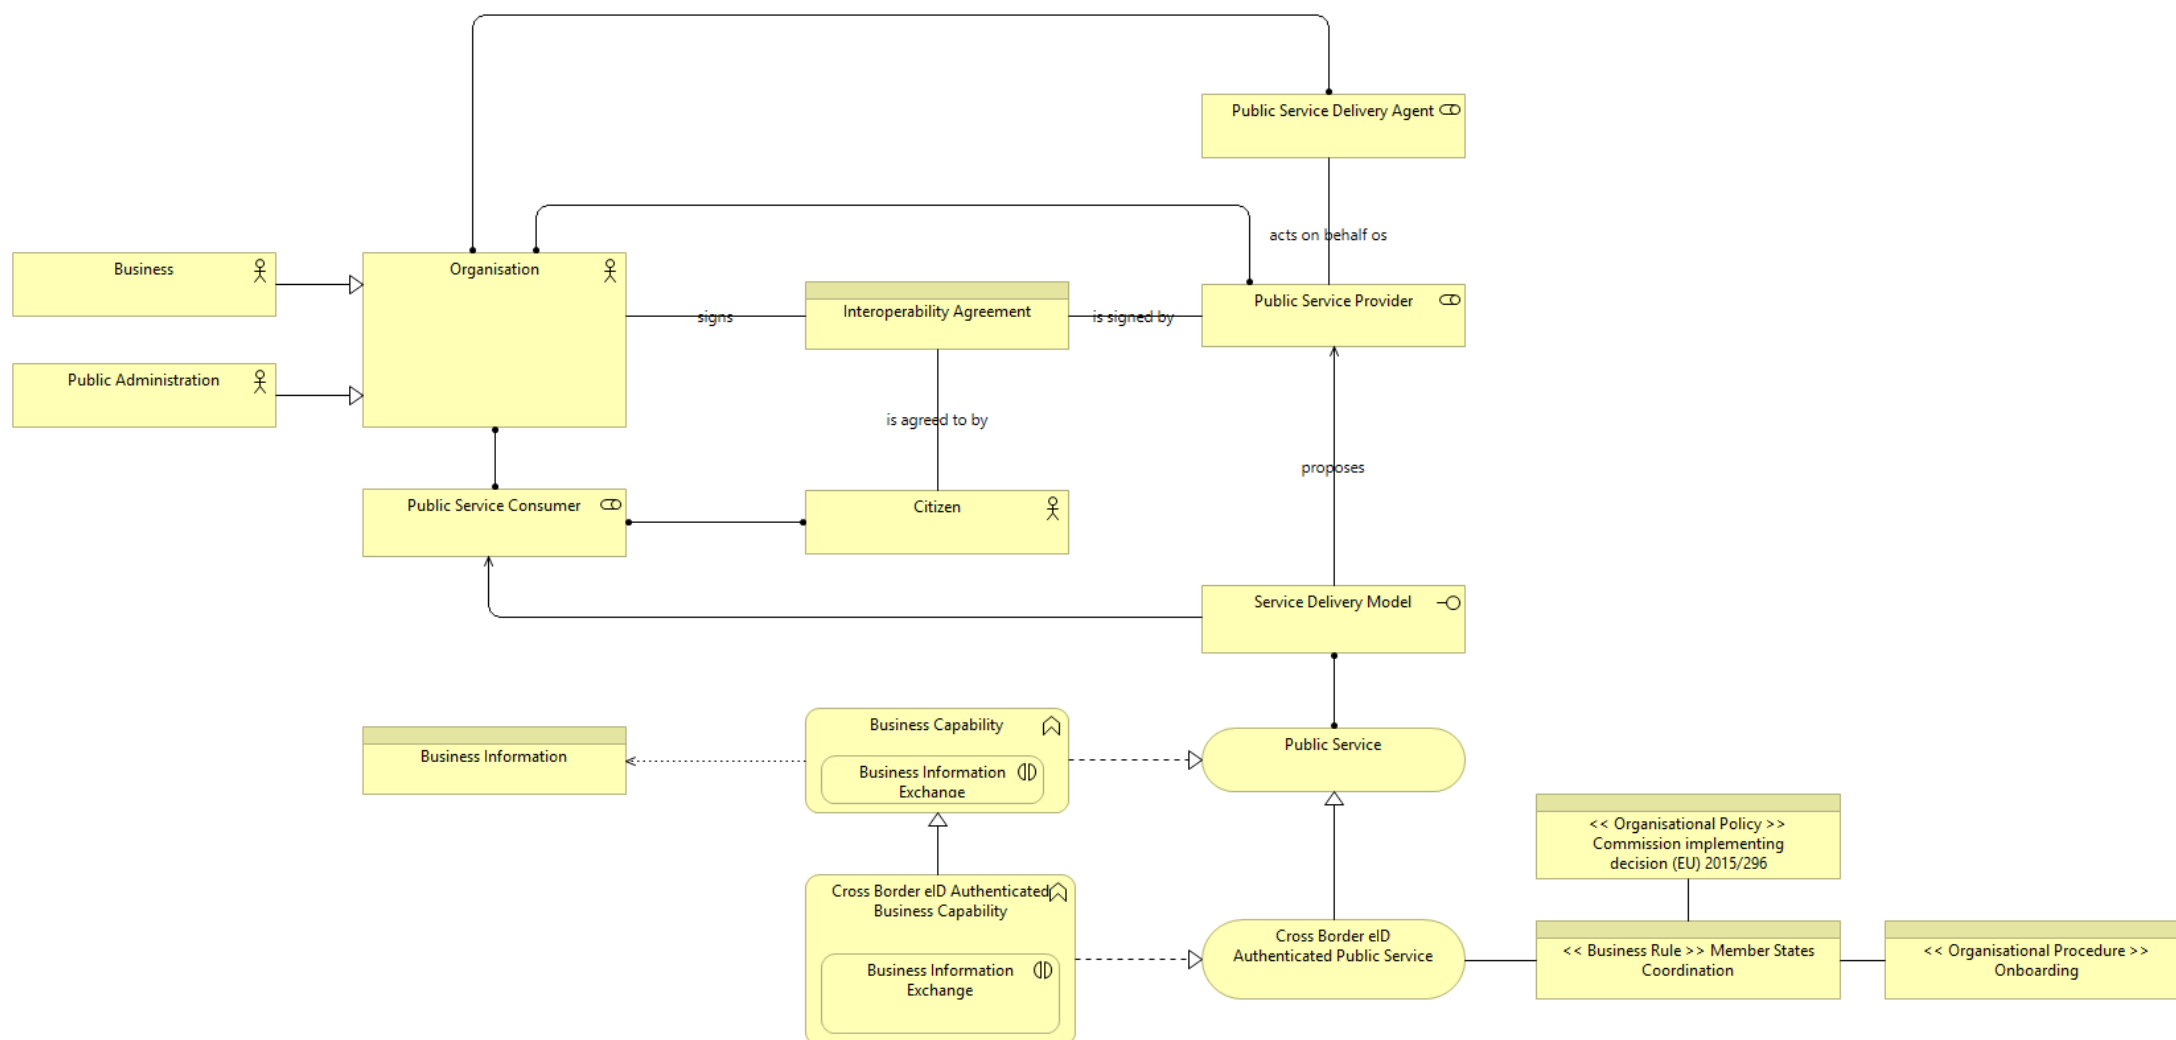 Public Service Delivery Agent
acts on behalf os
Business
Organisation
Public Service Provider
Interoperability Agreement
signs
is signed by
Public Administration
is agreed to by
proposes
Public Service Consumer
Citizen
Service Delivery Model
Business Capability
Public Service
Business Information
Business Information
Exchange
<< Organisational Policy >>
Commission implementing
decision (EU) 2015/296
Cross Border eID Authenticated
Business Capability
Cross Border eID
Authenticated Public Service
<< Business Rule >> Member States
Coordination
<< Organisational Procedure >>
Onboarding
Business Information
Exchange